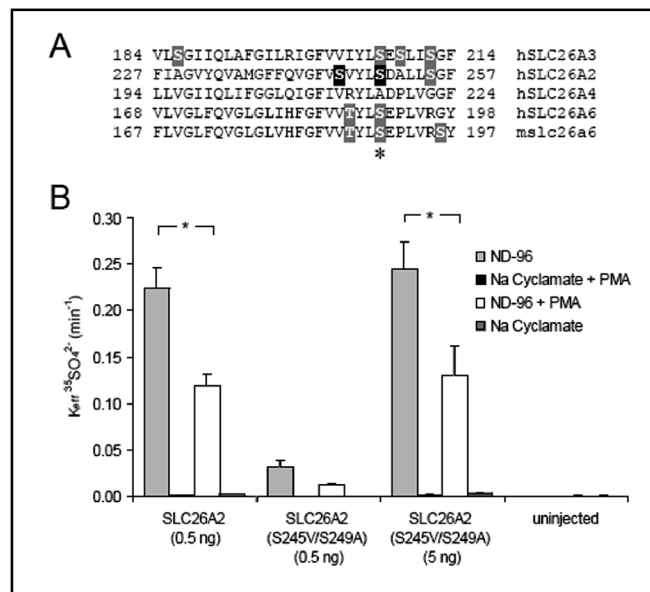 A
184 VLSGIIQLAFGILRIGFVVIYLSESLISGF 214 hSLC26A3
227 FIAGVYQVAMGFFQVGFVSVYLSDALLSGF 257 hSLC26A2
194 LLVGIIQLIFGGLQIGFIVRYLADPLVGGF 224 hSLC26A4
168 VLVGLFQVGLGLIHFGFVVTYLSEPLVRGY 198 hSLC26A6
167 FLVGLFQVGLGLVHFGFVVTYLSEPLVRSY 197 mslc26a6
*
B
Keff 35SO42- (min-1)
0.30
0.25
0.20
0.15
0.10
0.05
0.00
* *
ND-96
Na Cyclamate + PMA
ND-96 + PMA
Na Cyclamate
SLC26A2 (0.5 ng)
SLC26A2 (S245V/S249A) (0.5 ng)
SLC26A2 (S245V/S249A) (5 ng)
uninjected